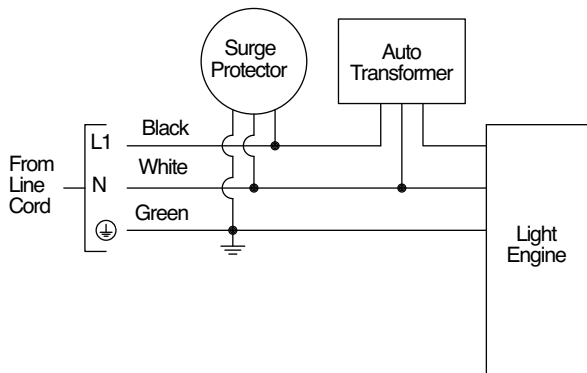 Surge
Protector
Auto
Transformer
Black
L1
From
Line
Cord
White
N
Green
Light
Engine